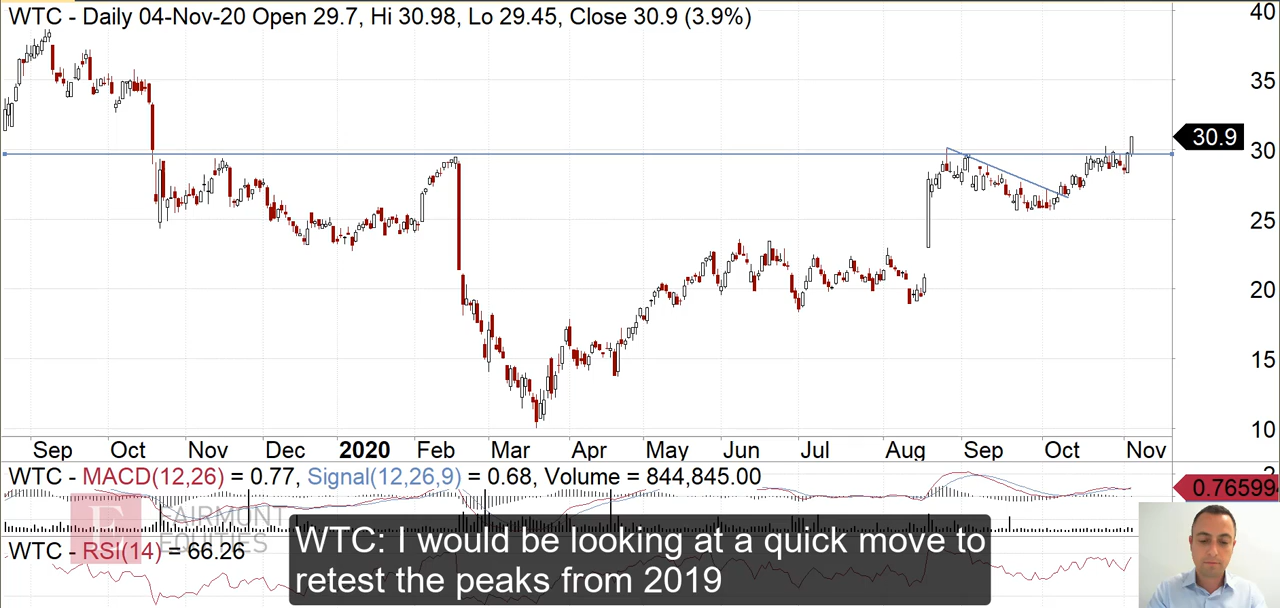 WTC - Daily 04-Nov-20 Open 29.7, Hi 30.98, Lo 29.45, Close 30.9 (3.9%)
40
35
30.9
30
25
20
15
10
Sep Oct Nov Dec 2020 Feb Mar Apr May Jun Jul Aug Sep Oct Nov
WTC - MACD(12,26) = 0.77, Signal(12,26,9) = 0.68, Volume = 844,845.00
2
0.76599
FAIRMONT
EQUITIES
WTC - RSI(14) = 66.26
WTC: I would be looking at a quick move to
retest the peaks from 2019